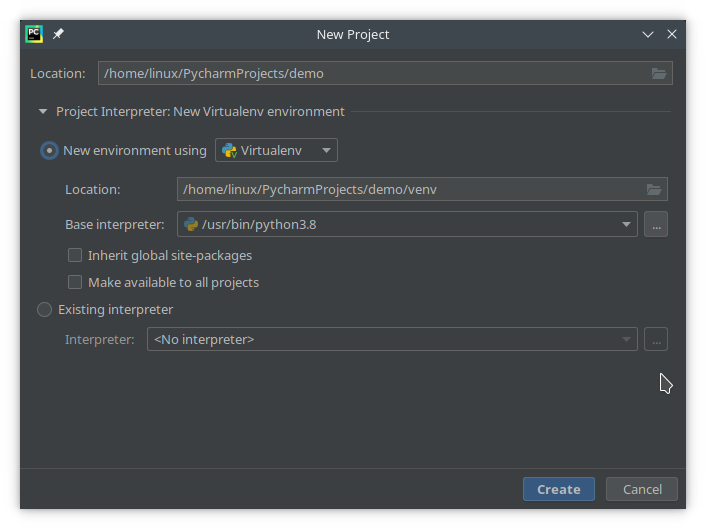 PC
New Project
Location: /home/linux/PycharmProjects/demo
Project Interpreter: New Virtualenv environment
New environment using Virtualenv
Location: /home/linux/PycharmProjects/demo/venv
Base interpreter: /usr/bin/python3.8 ...
Inherit global site-packages
Make available to all projects
Existing interpreter
Interpreter: <No interpreter> ...
Create Cancel